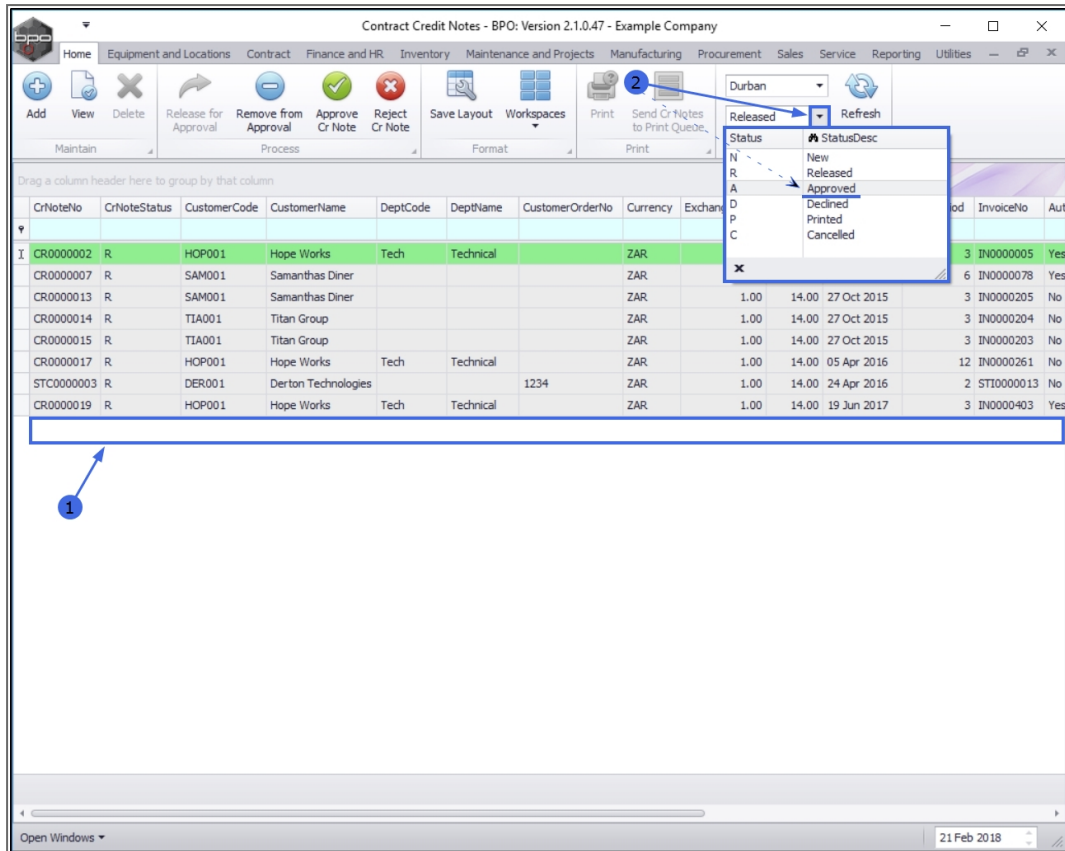 Contract Credit Notes - BPO: Version 2.1.0.47 - Example Company
bpo
Home Equipment and Locations Contract Finance and HR Inventory Maintenance and Projects Manufacturing Procurement Sales Service Reporting Utilities
Add View Delete Release for Approval Remove from Approval Approve Cr Note Reject Cr Note Save Layout Workspaces Print Send Cr Notes to Print Queue 2 Durban Released Refresh
Maintain Process Format Print
Status StatusDesc
N New
R Released
A Approved
D Declined
P Printed
C Cancelled
Drag a column header here to group by that column
CrNoteNo CrNoteStatus CustomerCode CustomerName DeptCode DeptName CustomerOrderNo Currency Exchan iod InvoiceNo Aut
CR0000002 R HOP001 Hope Works Tech Technical ZAR 3 IN0000005 Yes
CR0000007 R SAM001 Samanthas Diner ZAR 6 IN0000078 Yes
CR0000013 R SAM001 Samanthas Diner ZAR 1.00 14.00 27 Oct 2015 3 IN0000205 No
CR0000014 R TIA001 Titan Group ZAR 1.00 14.00 27 Oct 2015 3 IN0000204 No
CR0000015 R TIA001 Titan Group ZAR 1.00 14.00 27 Oct 2015 3 IN0000203 No
CR0000017 R HOP001 Hope Works Tech Technical ZAR 1.00 14.00 05 Apr 2016 12 IN0000261 No
STC0000003 R DER001 Derton Technologies 1234 ZAR 1.00 14.00 24 Apr 2016 2 STI0000013 No
CR0000019 R HOP001 Hope Works Tech Technical ZAR 1.00 14.00 19 Jun 2017 3 IN0000403 Yes
1
Open Windows 21 Feb 2018